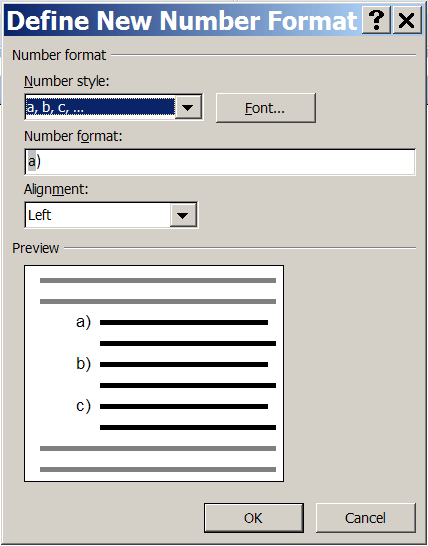 Define New Number Format ? X
Number format
Number style:
a, b, c, ...
Font...
Number format:
a)
Alignment:
Left
Preview
a)
b)
c)
OK Cancel